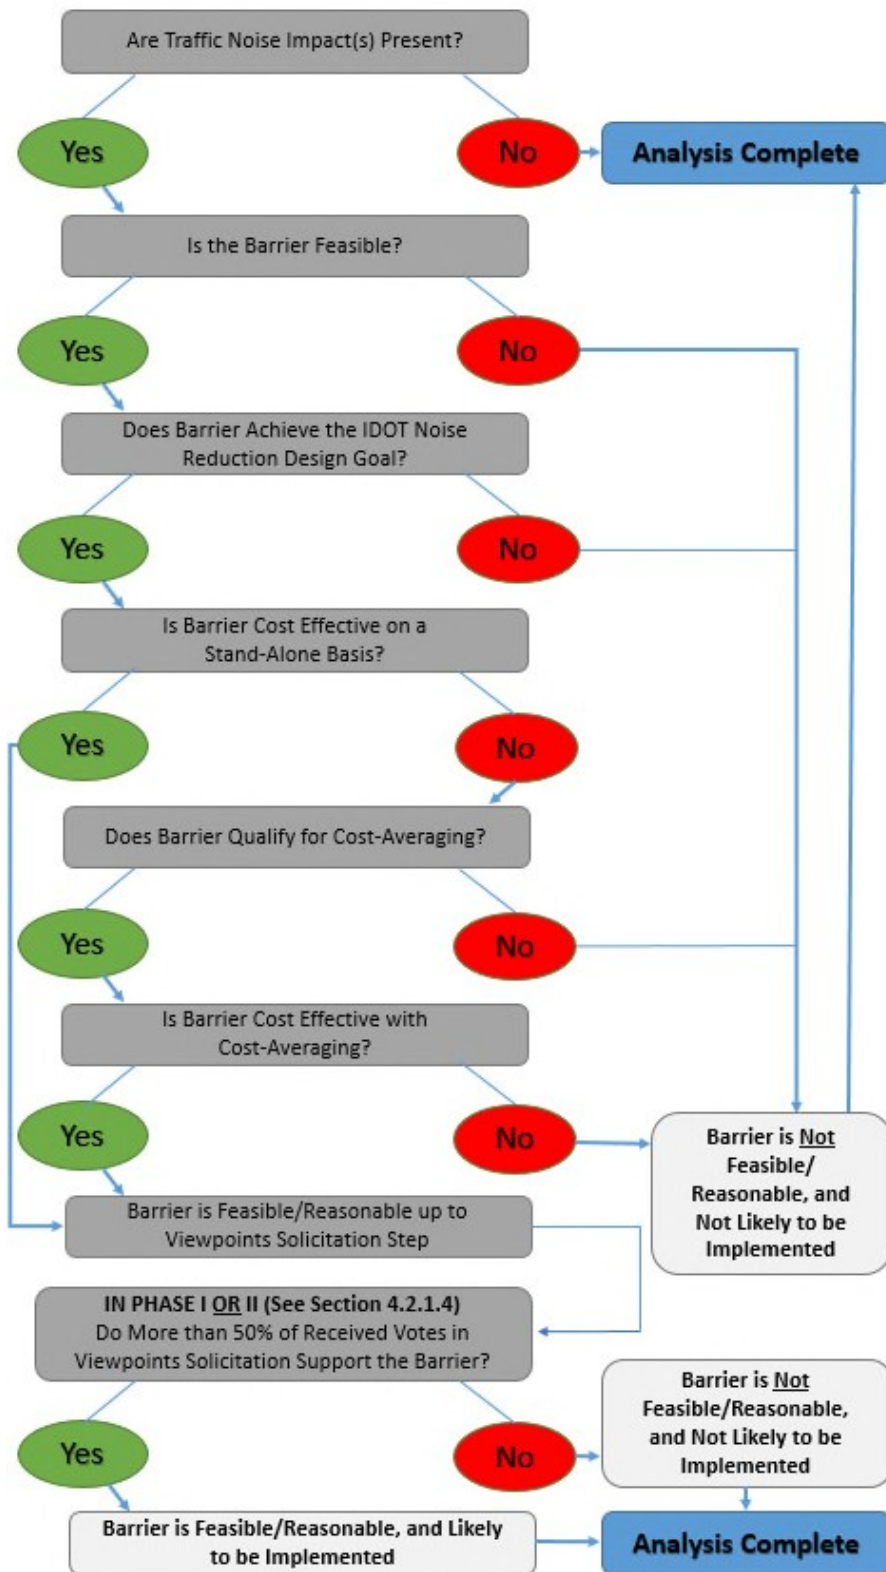 Are Traffic Noise Impact(s) Present?
Yes
No
Analysis Complete
Is the Barrier Feasible?
Yes
No
Does Barrier Achieve the IDOT Noise
Reduction Design Goal?
Yes
No
Is Barrier Cost Effective on a
Stand-Alone Basis?
Yes
No
Does Barrier Qualify for Cost-Averaging?
Yes
No
Is Barrier Cost Effective with
Cost-Averaging?
Yes
No
Barrier is Not
Feasible/
Reasonable, and
Not Likely to be
Implemented
Barrier is Feasible/Reasonable up to
Viewpoints Solicitation Step
IN PHASE I OR II (See Section 4.2.1.4)
Do More than 50% of Received Votes in
Viewpoints Solicitation Support the Barrier?
Yes
No
Barrier is Not
Feasible/Reasonable,
and Not Likely to be
Implemented
Barrier is Feasible/Reasonable, and Likely
to be Implemented
Analysis Complete